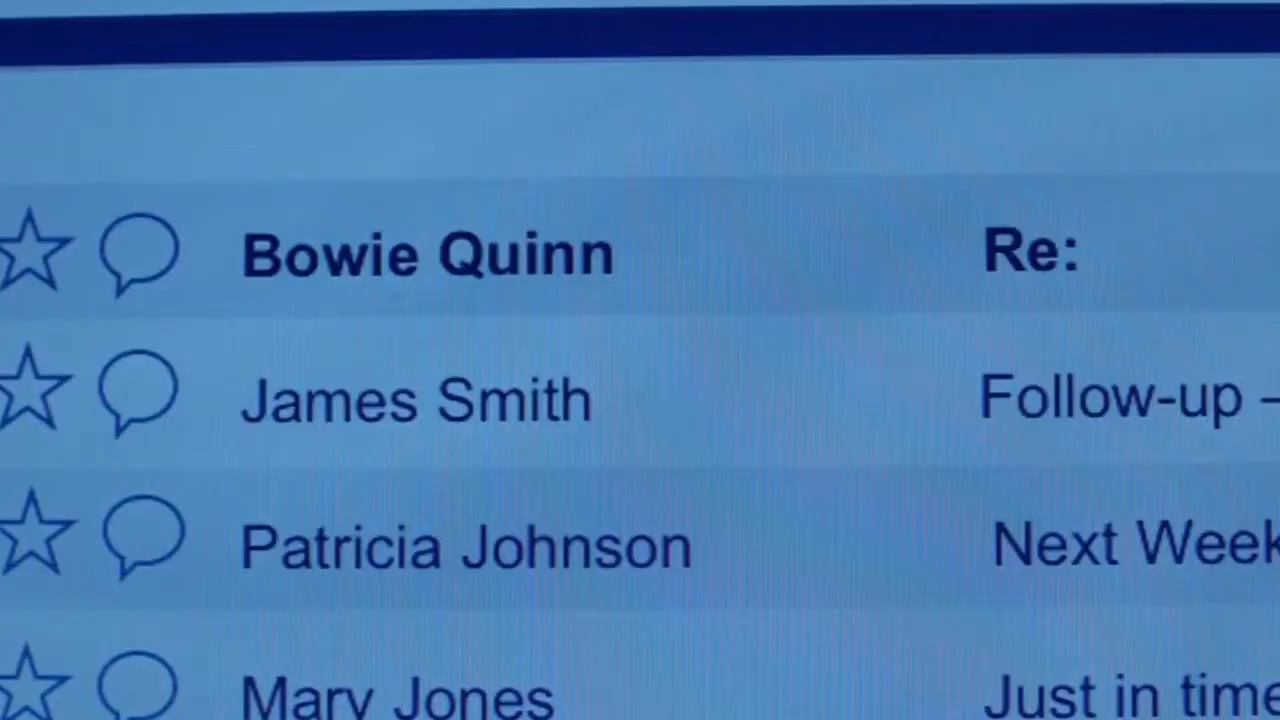 Bowie Quinn Re:
James Smith Follow-up –
Patricia Johnson Next Week
Mary Jones Just in time